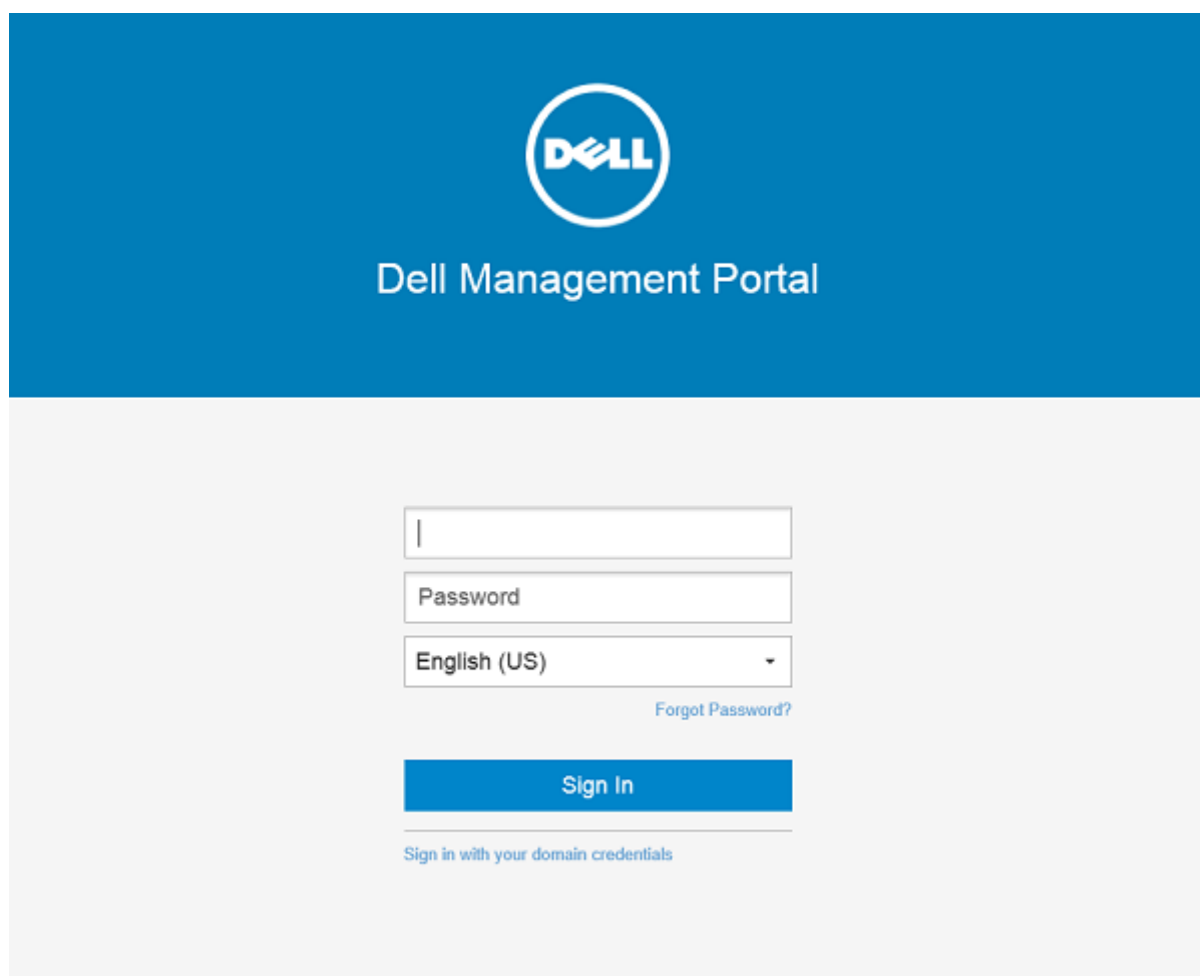 DELL
Dell Management Portal
Password
English (US)
Forgot Password?
Sign In
Sign in with your domain credentials